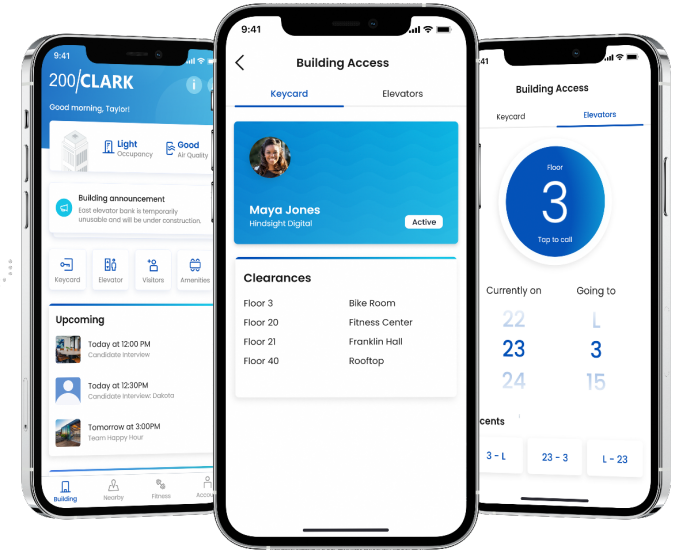 9:41
200/CLARK
i
Good morning, Taylor!
Light
Occupancy
Good
Air Quality
Building announcement
East elevator bank is temporarily
unusable and will be under construction.
Keycard
Elevator
Visitors
Amenities
Upcoming
Today at 12:00 PM
Candidate Interview
Today at 12:30PM
Candidate Interview: Dakota
Tomorrow at 3:00PM
Team Happy Hour
Building
Nearby
Fitness
Accou
9:41
Building Access
Keycard
Elevators
Maya Jones
Hindsight Digital
Active
Clearances
Floor 3
Bike Room
Floor 20
Fitness Center
Floor 21
Franklin Hall
Floor 40
Rooftop
:41
Building Access
Keycard
Elevators
Floor
3
Tap to call
Currently on
Going to
22
L
23
3
24
15
cents
3 - L
23 - 3
L - 23